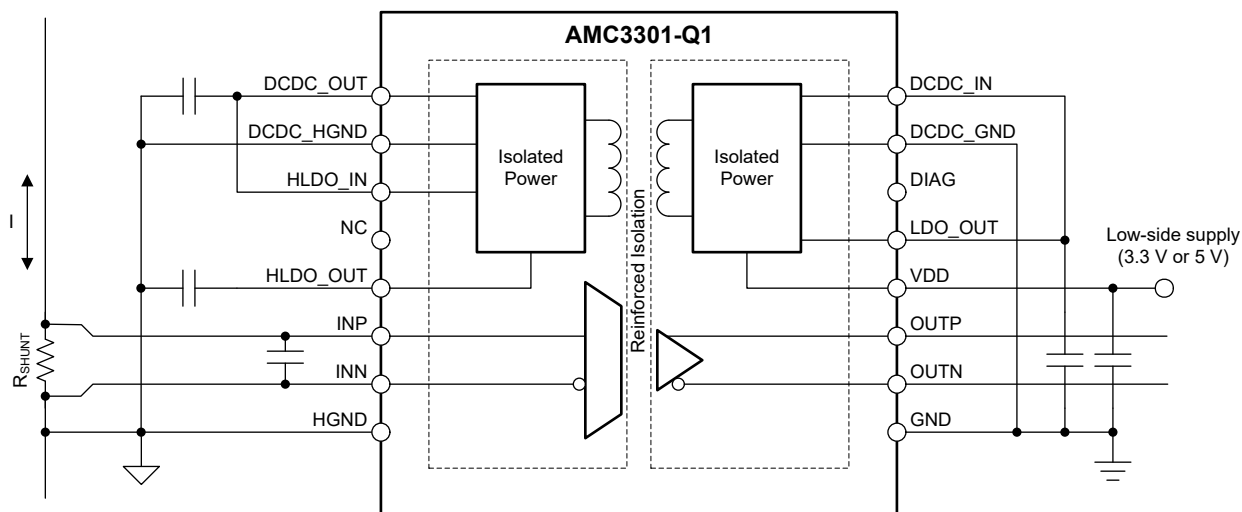 AMC3301-Q1
DCDC_OUT
DCDC_HGND
HLDO_IN
NC
HLDO_OUT
INP
INN
HGND
I
RSHUNT
Isolated
Power
Reinforced Isolation
Isolated
Power
DCDC_IN
DCDC_GND
DIAG
LDO_OUT
VDD
OUTP
OUTN
GND
Low-side supply
(3.3 V or 5 V)